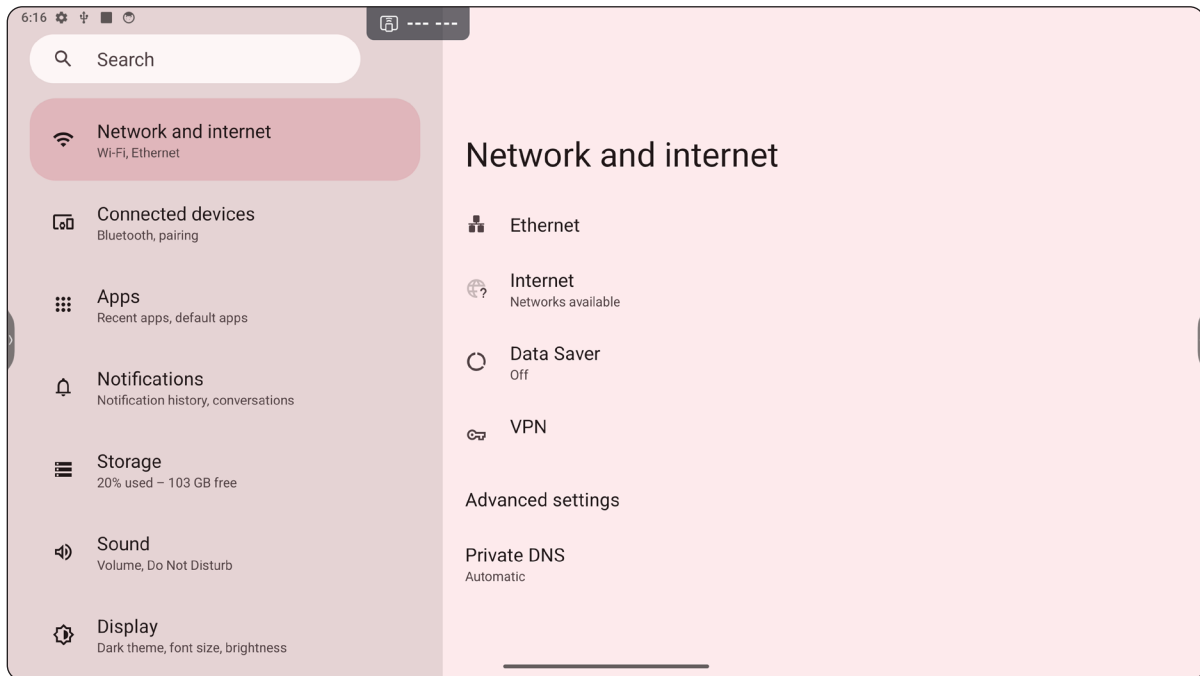 6:16
--- ---
Search
Network and internet
Wi-Fi, Ethernet
Connected devices
Bluetooth, pairing
Apps
Recent apps, default apps
Notifications
Notification history, conversations
Storage
20% used – 103 GB free
Sound
Volume, Do Not Disturb
Display
Dark theme, font size, brightness
Network and internet
Ethernet
Internet
Networks available
Data Saver
Off
VPN
Advanced settings
Private DNS
Automatic